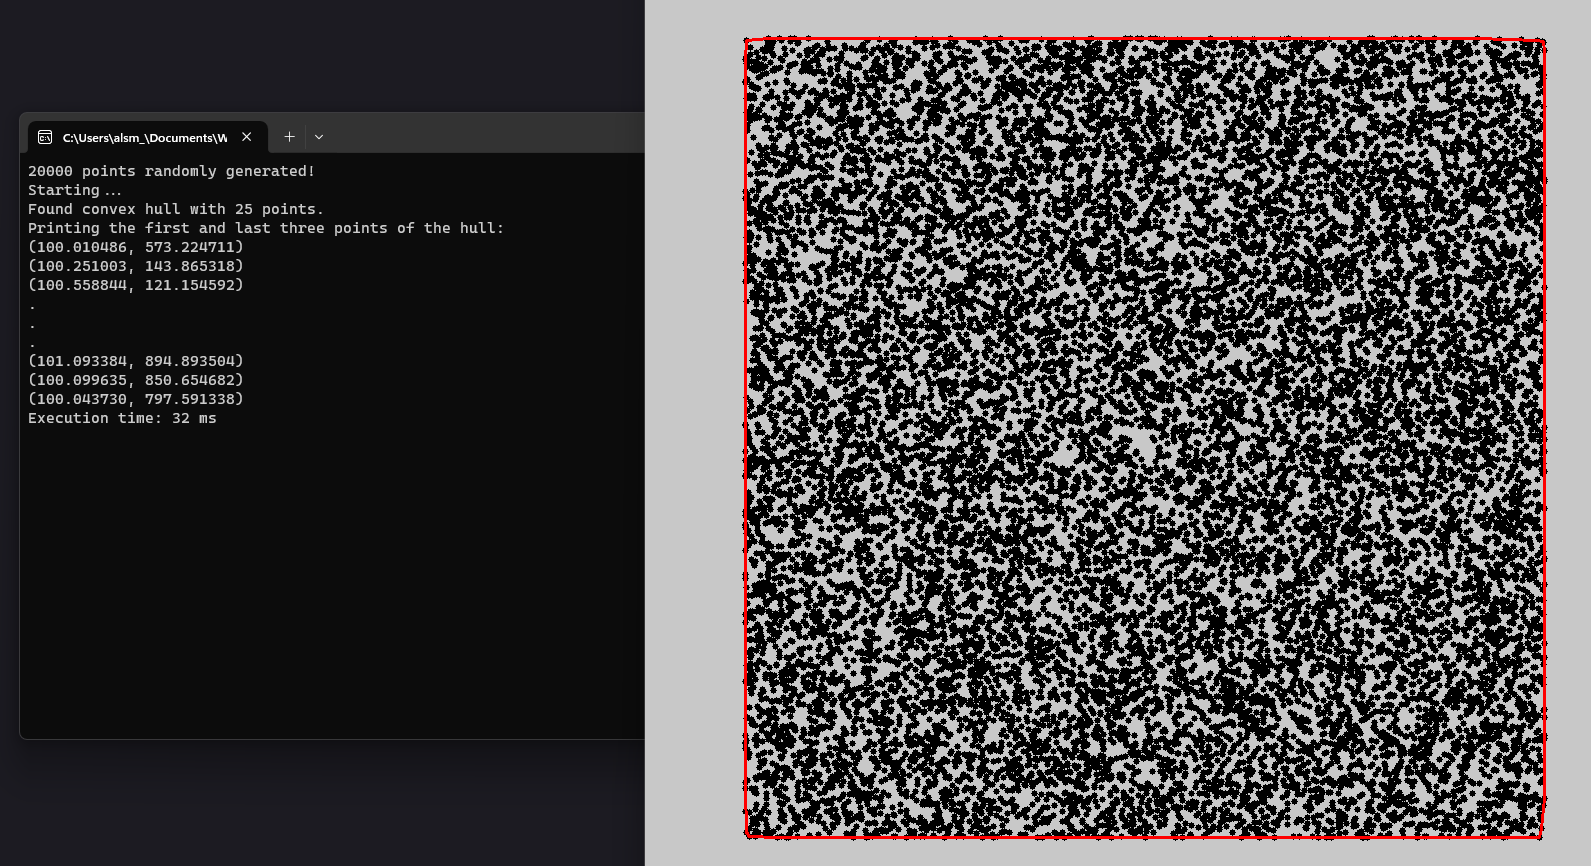 C:\Users\alsm_\Documents\W
20000 points randomly generated!
Starting...
Found convex hull with 25 points.
Printing the first and last three points of the hull:
(100.010486, 573.224711)
(100.251003, 143.865318)
(100.558844, 121.154592)
.
.
.
(101.093384, 894.893504)
(100.099635, 850.654682)
(100.043730, 797.591338)
Execution time: 32 ms